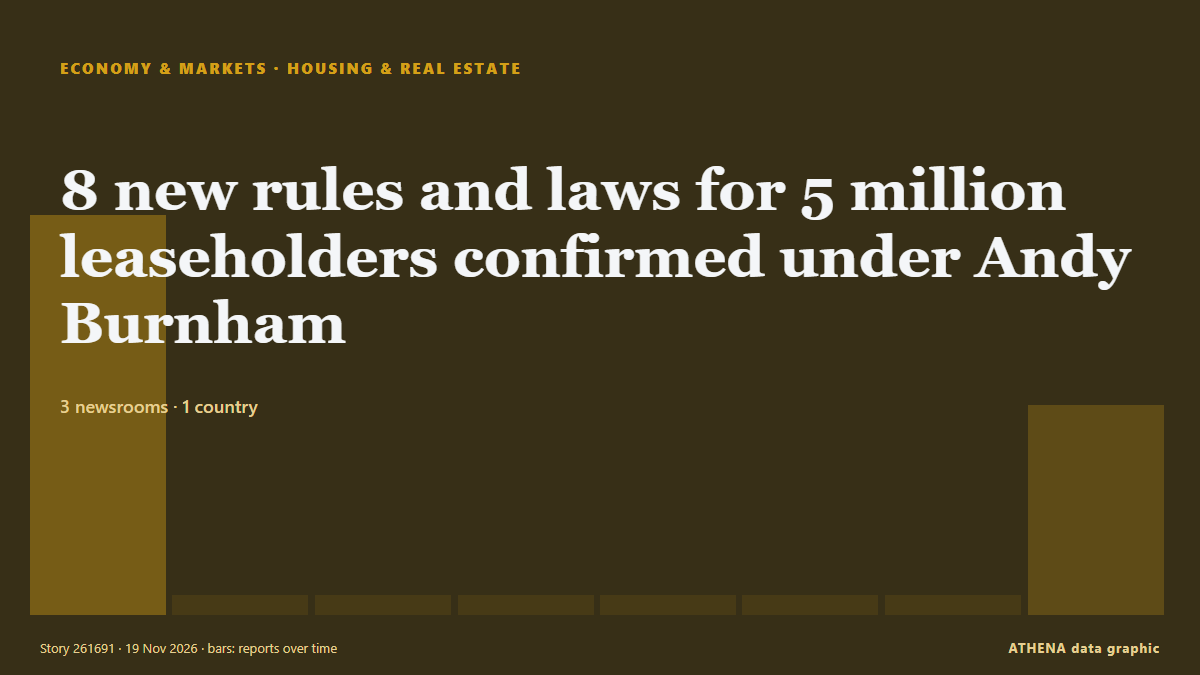 ECONOMY & MARKETS · HOUSING & REAL ESTATE
8 new rules and laws for 5 million
leaseholders confirmed under Andy
Burnham
3 newsrooms · 1 country
Story 261691 · 19 Nov 2026 · bars: reports over time
ATHENA data graphic